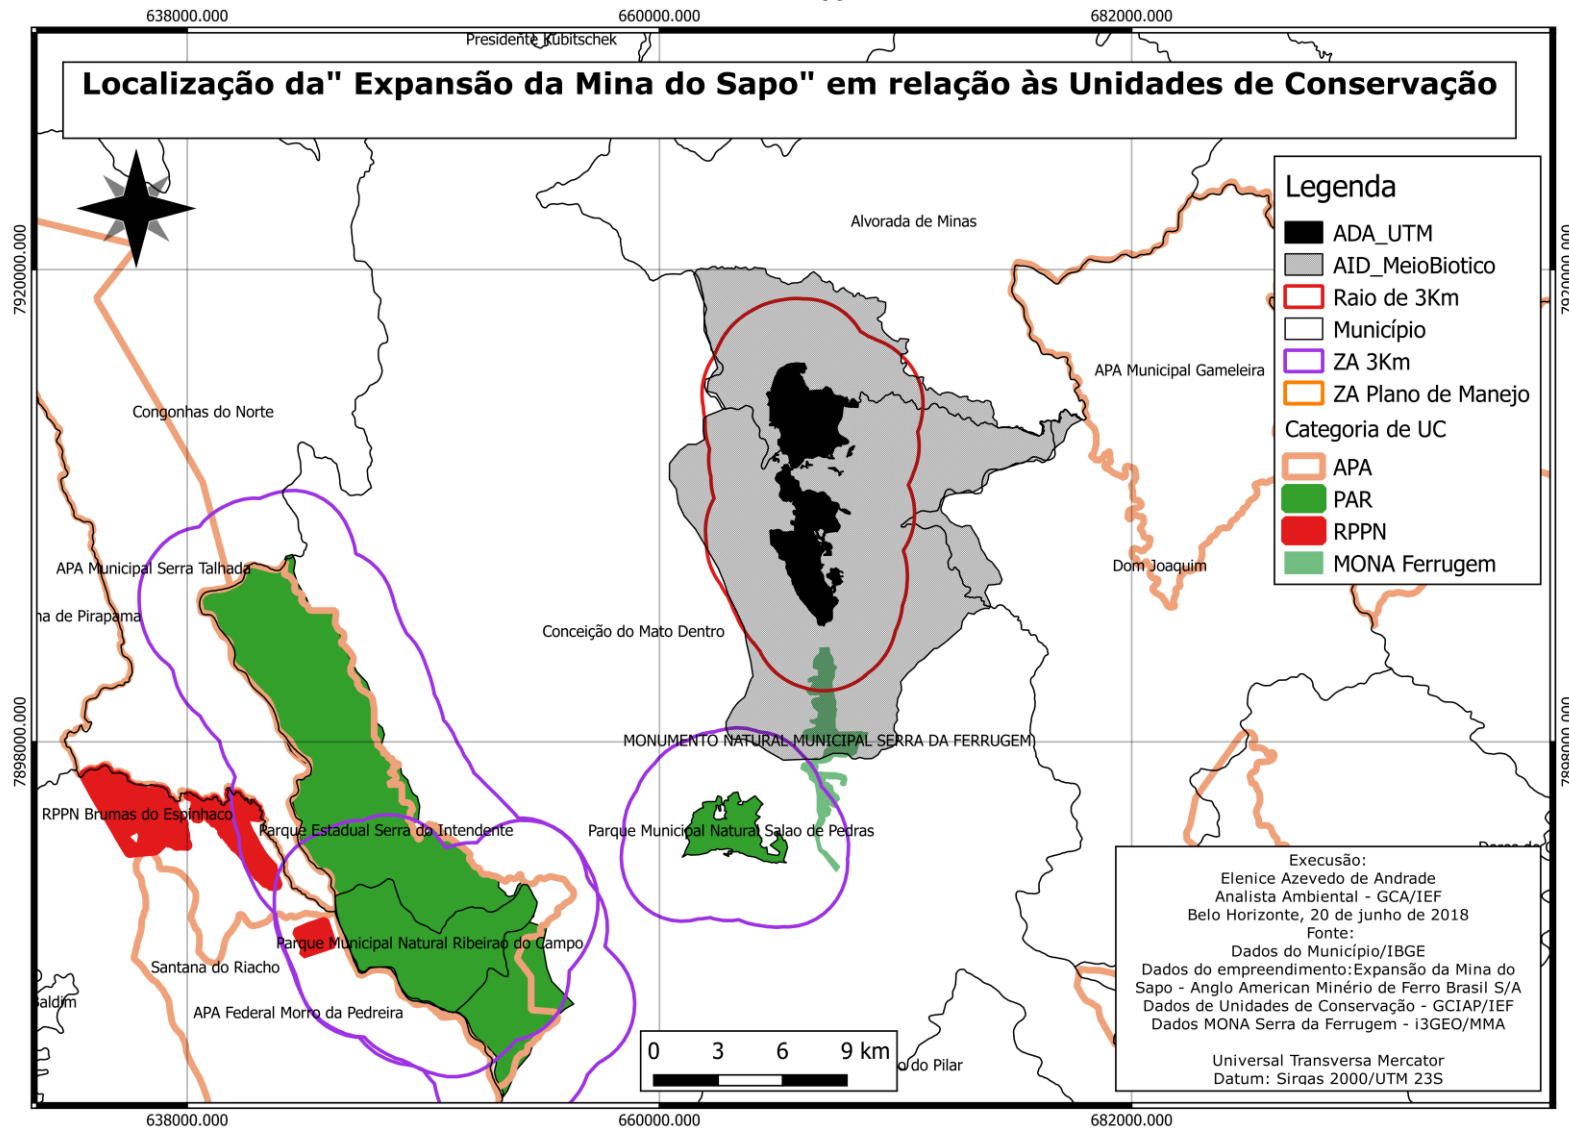 638000.000
660000.000
682000.000
Presidente Kubitschek
Localização da" Expansão da Mina do Sapo" em relação às Unidades de Conservação
Alvorada de Minas
7920000.000
7920000.000
Legenda
ADA_UTM
AID_MeioBiotico
Raio de 3Km
Município
ZA 3Km
ZA Plano de Manejo
Categoria de UC
APA
PAR
RPPN
MONA Ferrugem
APA Municipal Gameleira
Congonhas do Norte
APA Municipal Serra Talhada
Dom Joaquim
na de Pirapama
Conceição do Mato Dentro
7898000.000
7898000.000
MONUMENTO NATURAL MUNICIPAL SERRA DA FERRUGEM
RPPN Brumas do Espinhaco
Parque Estadual Serra do Intendente
Parque Municipal Natural Salao de Pedras
Parque Municipal Natural Ribeirao do Campo
Santana do Riacho
Baldim
APA Federal Morro da Pedreira
0 3 6 9 km
o do Pilar
Execusão:
Elenice Azevedo de Andrade
Analista Ambiental - GCA/IEF
Belo Horizonte, 20 de junho de 2018
Fonte:
Dados do Município/IBGE
Dados do empreendimento:Expansão da Mina do
Sapo - Anglo American Minério de Ferro Brasil S/A
Dados de Unidades de Conservação - GCIAP/IEF
Dados MONA Serra da Ferrugem - i3GEO/MMA
Universal Transversa Mercator
Datum: Sirgas 2000/UTM 23S
638000.000
660000.000
682000.000